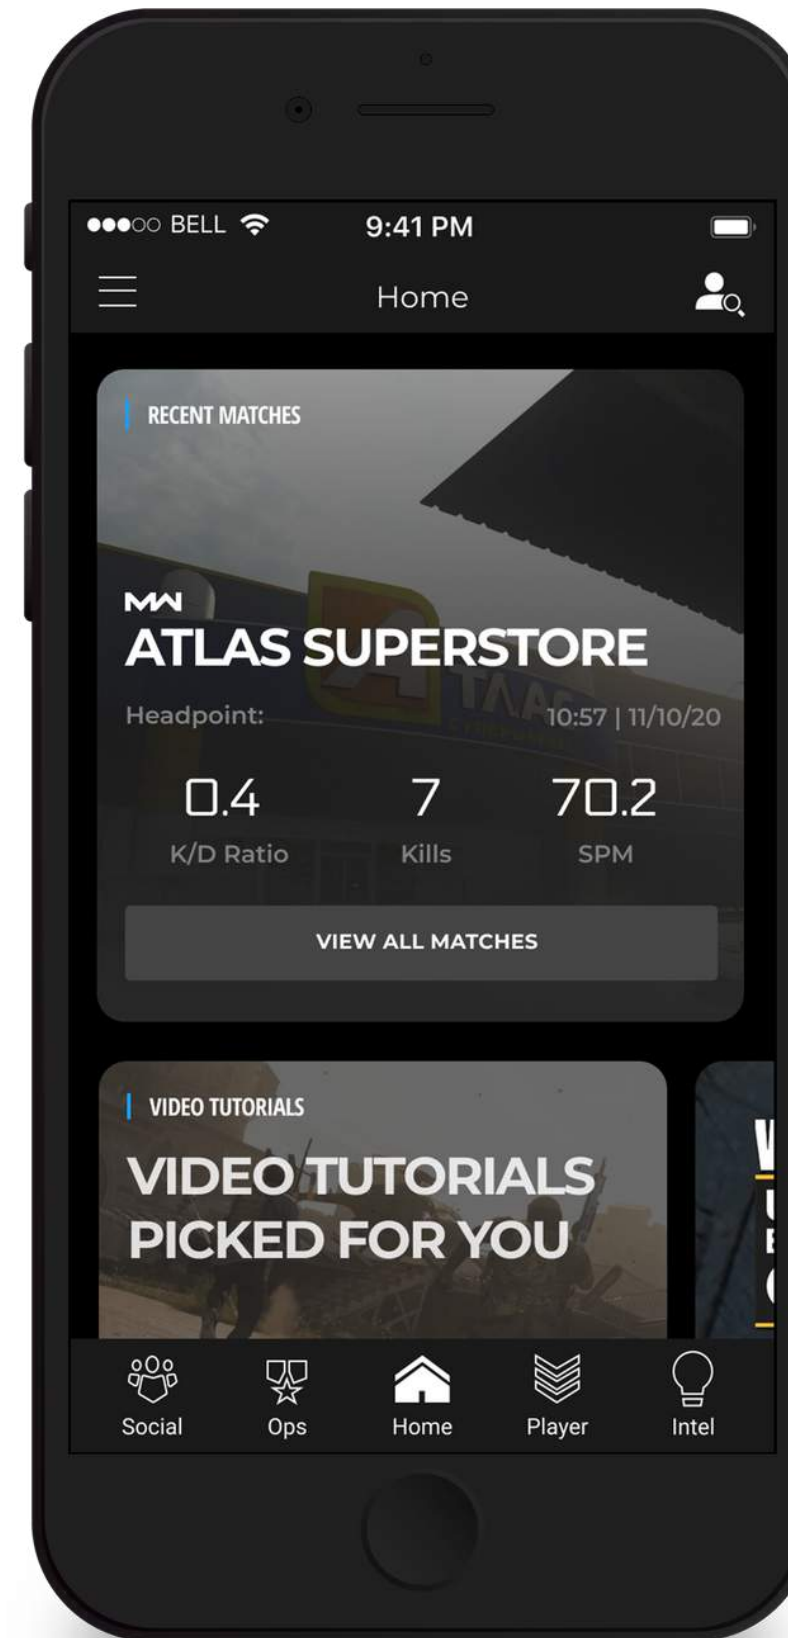 BELL 9:41 PM
Home
RECENT MATCHES
MW
ATLAS SUPERSTORE
Headpoint: 10:57 | 11/10/20
0.4 7 70.2
K/D Ratio Kills SPM
VIEW ALL MATCHES
VIDEO TUTORIALS
VIDEO TUTORIALS
PICKED FOR YOU
Social Ops Home Player Intel